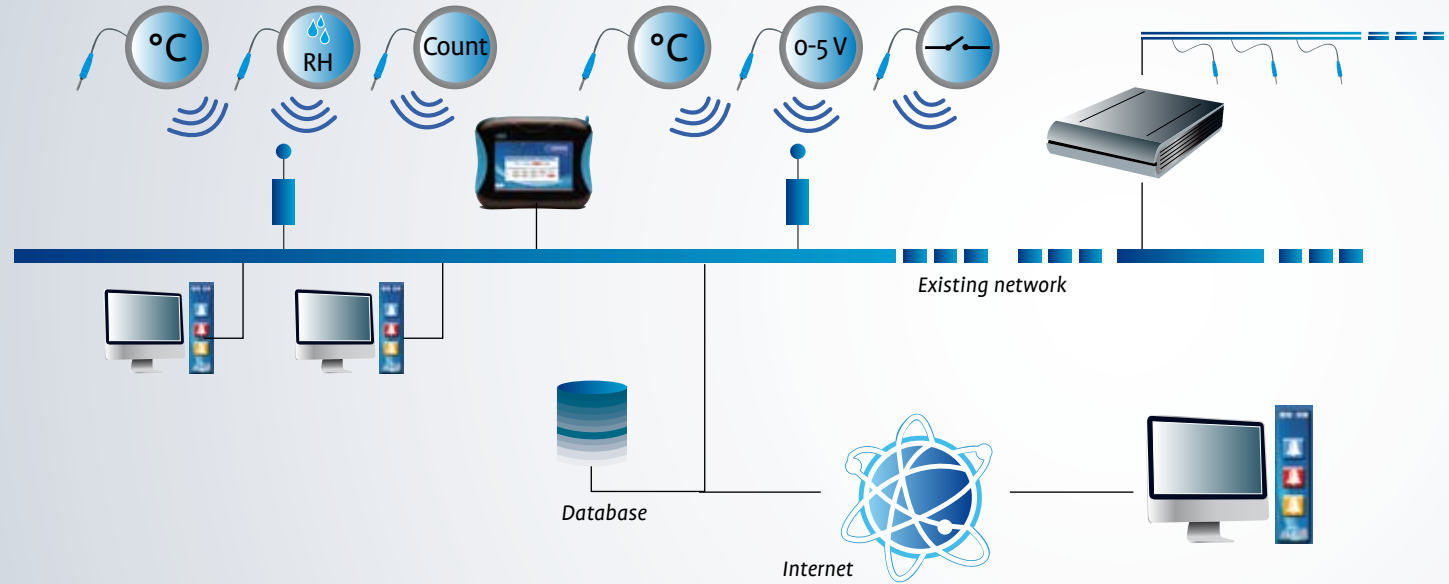 °C
RH
Count
°C
0-5 V
Existing network
Database
Internet